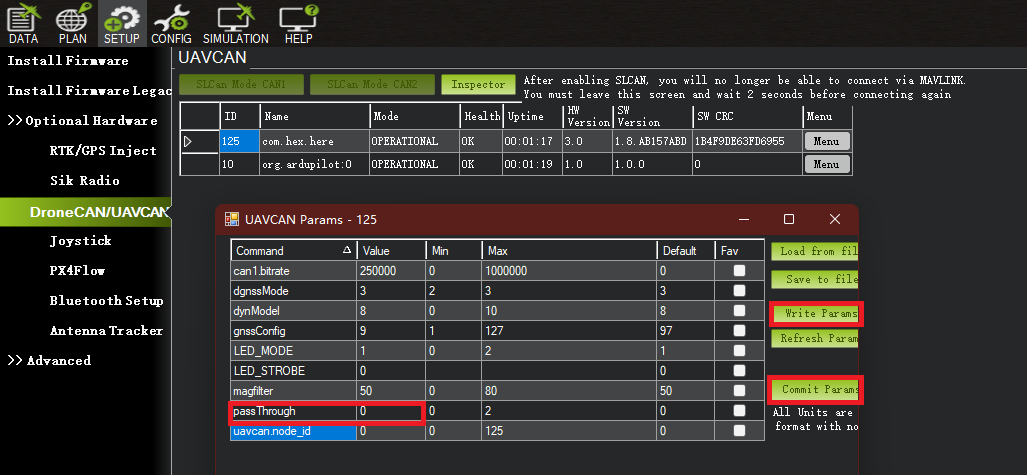 DATA PLAN SETUP CONFIG SIMULATION HELP
Install Firmware
Install Firmware Legac
>> Optional Hardware
RTK/GPS Inject
Sik Radio
DroneCAN/UAVCAN
Joystick
PX4Flow
Bluetooth Setup
Antenna Tracker
>> Advanced
UAVCAN
SLCan Mode CAN1 SLCan Mode CAN2 Inspector
After enabling SLCAN, you will no longer be able to connect via MAVLINK.
You must leave this screen and wait 2 seconds before connecting again
ID Name Mode Health Uptime HW Version SW Version SW CRC Menu
125 com.hex.here OPERATIONAL OK 00:01:17 3.0 1.8.AB157ABD 1B4F9DE63FD6955 Menu
10 org.ardupilot:0 OPERATIONAL OK 00:01:19 1.0 1.0.0 0 Menu
UAVCAN Params - 125
Command Value Min Max Default Fav
can1.bitrate 250000 0 1000000 0
dgnssMode 3 2 3 3
dynModel 8 0 10 8
gnssConfig 9 1 127 97
LED_MODE 1 0 2 1
LED_STROBE 0 0
magfilter 50 0 80 50
passThrough 0 0 2 0
uavcan.node_id 0 0 125 0
Load from fil
Save to file
Write Params
Refresh Param
Commit Params
All Units are
format with no